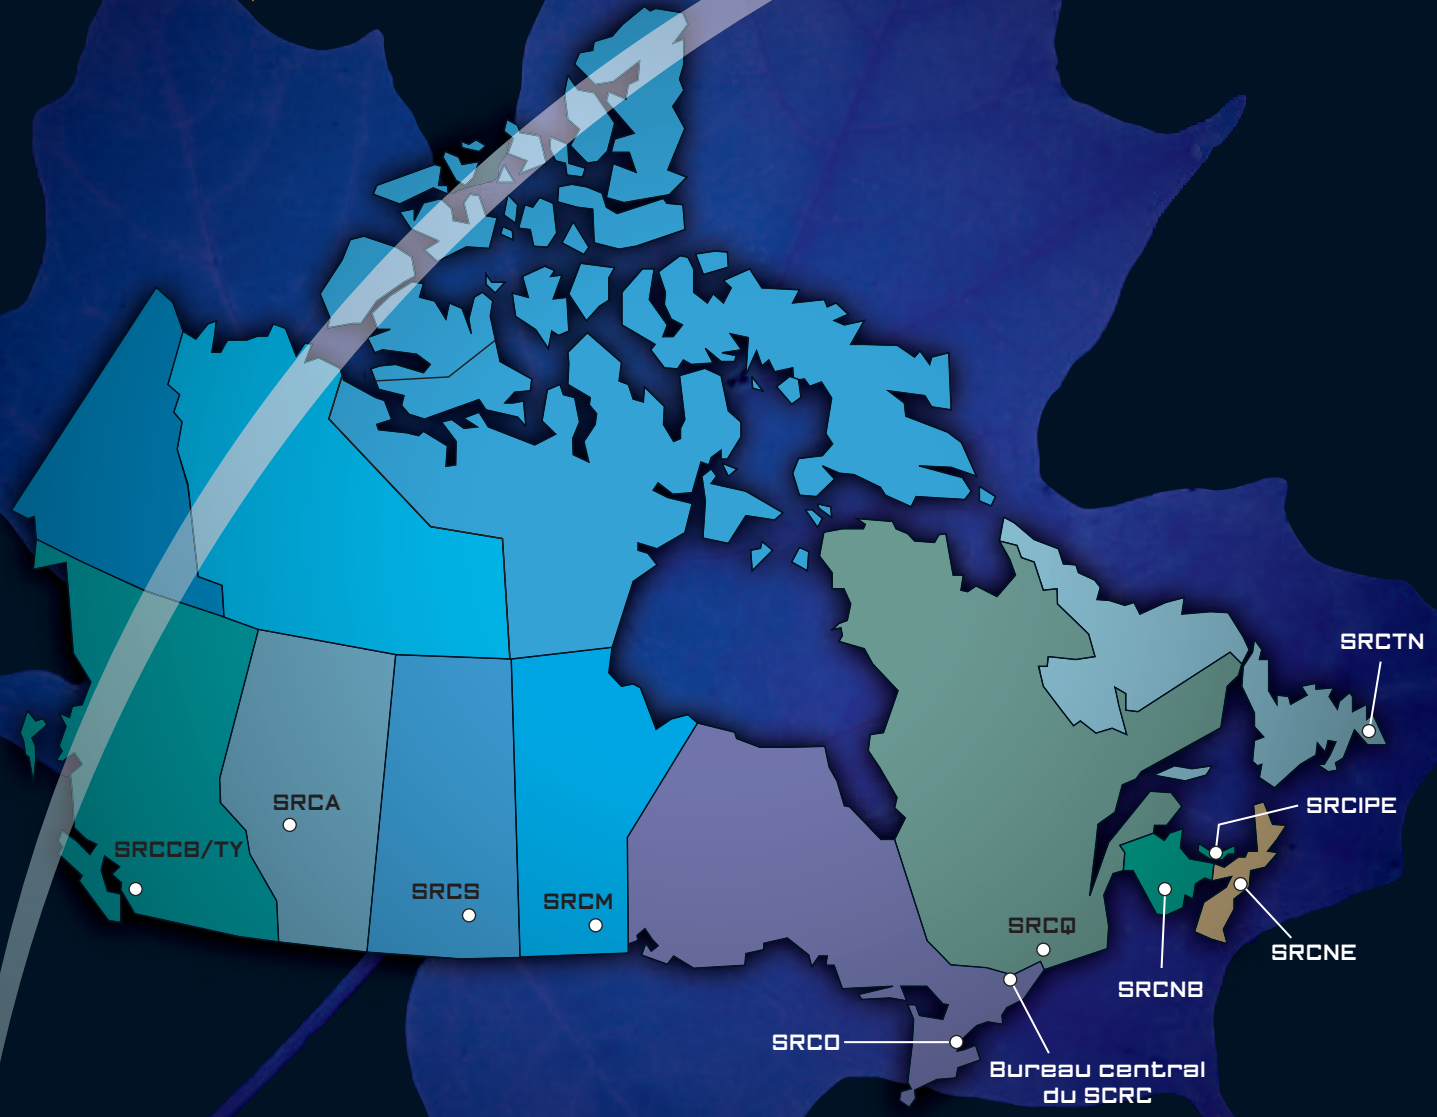 SRCTN
SRCA
SRCIPE
SRCCB/TY
SRCS
SRCM
SRCQ
SRCNE
SRCNB
SRCO
Bureau central
du SCRC